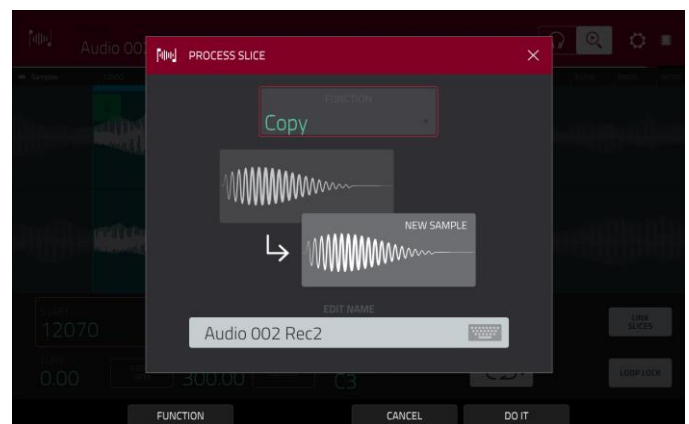 Audio 002
PROCESS SLICE
FUNCTION
Copy
NEW SAMPLE
EDIT NAME
Audio 002 Rec2
START
12070
LINK
SLICES
0.00
300.00
C3
LOOP LOCK
FUNCTION
CANCEL
DO IT